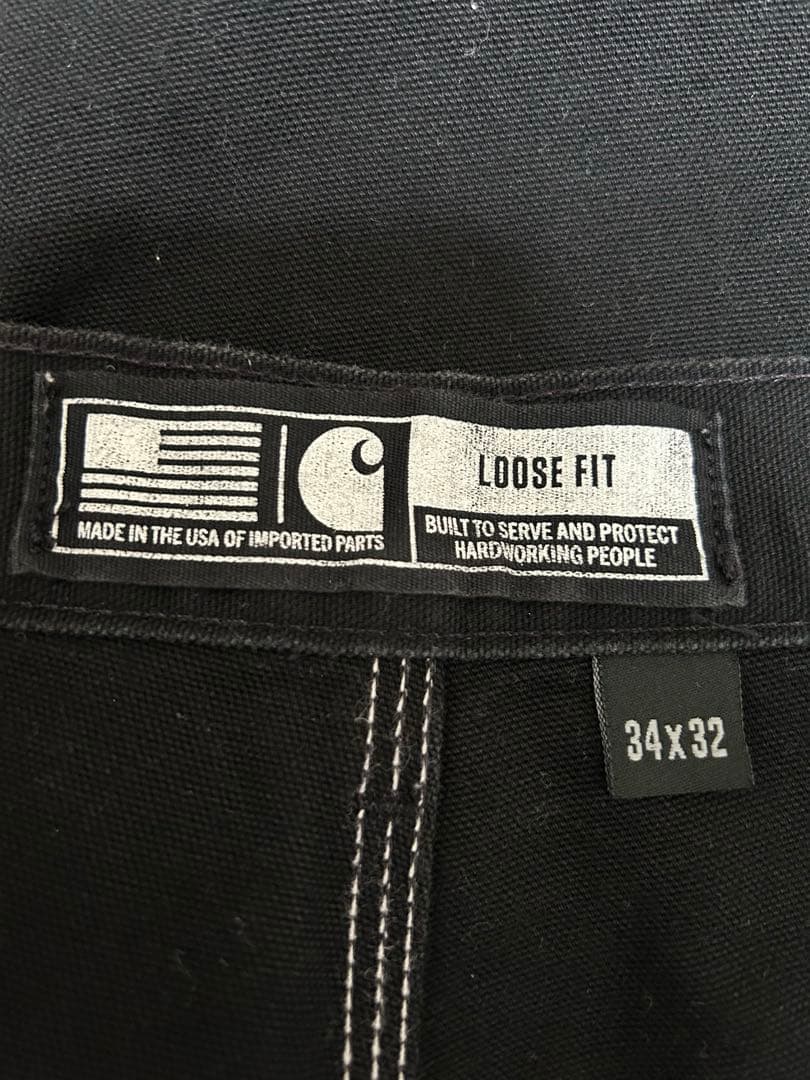 MADE IN THE USA OF IMPORTED PARTS
LOOSE FIT
BUILT TO SERVE AND PROTECT
HARDWORKING PEOPLE
34X32